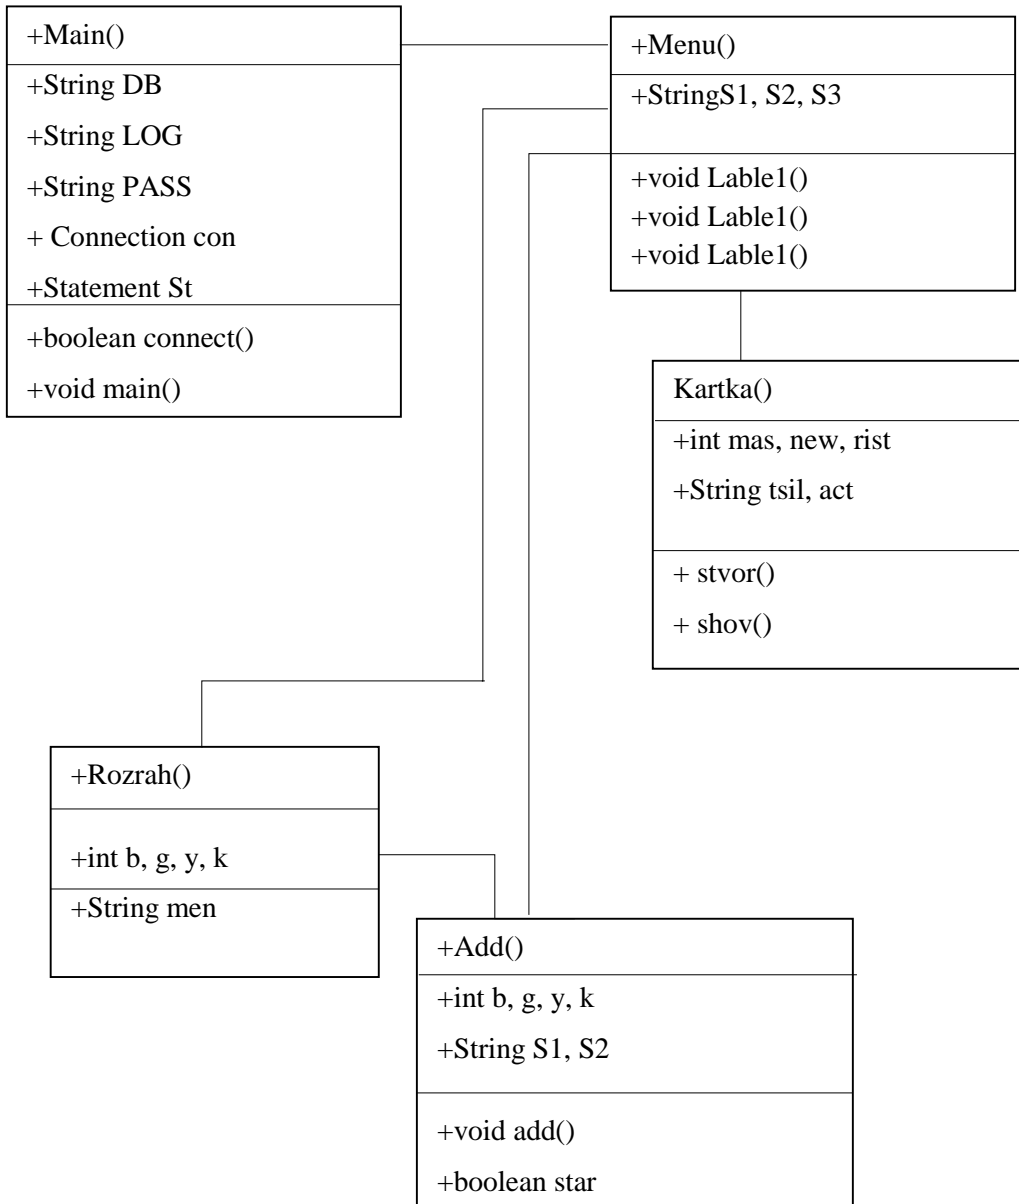 +Main()
+String DB
+String LOG
+String PASS
+ Connection con
+Statement St
+boolean connect()
+void main()
+Menu()
+StringS1, S2, S3
+void Lable1()
+void Lable1()
+void Lable1()
Kartka()
+int mas, new, rist
+String tsil, act
+ stvor()
+ shov()
+Rozrah()
+int b, g, y, k
+String men
+Add()
+int b, g, y, k
+String S1, S2
+void add()
+boolean star